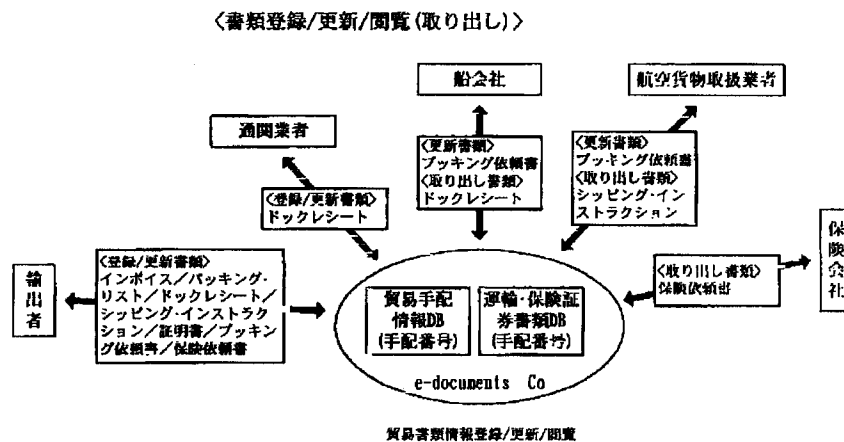 〈書類登録/更新/閲覧(取り出し)〉
船会社
航空貨物取扱業者
通関業者
〈更新書類〉
ブッキング依頼書
〈取り出し書類〉
ドックレシート
〈更新書類〉
ブッキング依頼書
〈取り出し書類〉
シッピング・イン
ストラクション
〈登録/更新書類〉
ドックレシート
保険会社
輸出者
〈登録/更新書類〉
インボイス/パッキング・
リスト/ドックレシート/
シッピング・インストラク
ション/証明書/ブッキン
グ依頼書/保険依頼書
〈取り出し書類〉
保険依頼書
貿易手配
情報DB
(手配番号)
運輸・保険証
券書類DB
(手配番号)
e-documents Co
貿易書類情報登録/更新/閲覧